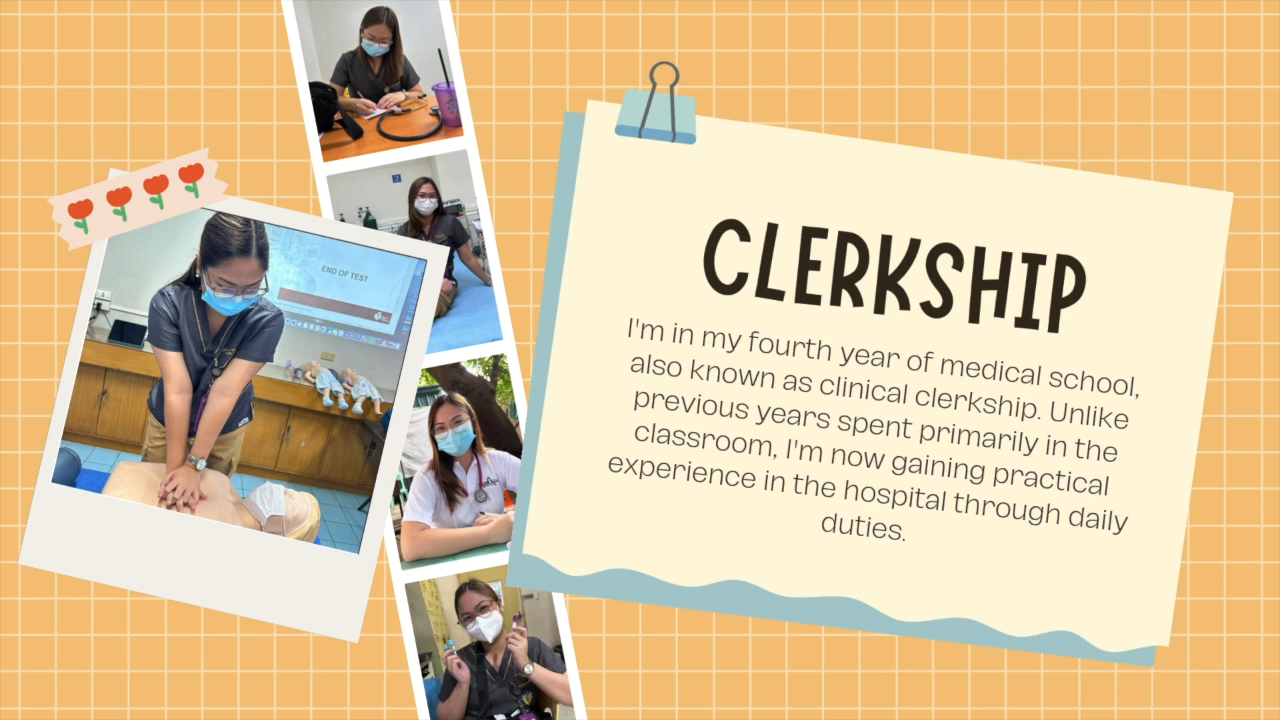 END OF TEST
CLERKSHIP
I'm in my fourth year of medical school,
also known as clinical clerkship. Unlike
previous years spent primarily in the
classroom, I'm now gaining practical
experience in the hospital through daily
duties.